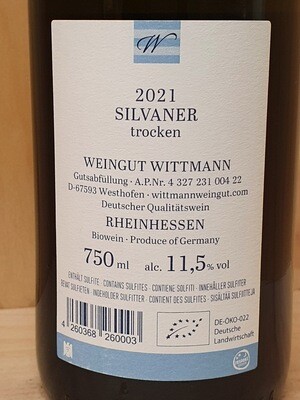 W
2021
SILVANER
trocken
WEINGUT WITTMANN
Gutsabfüllung · A.P.Nr. 4 327 231 004 22
D-67593 Westhofen · wittmannweingut.com
Deutscher Qualitätswein
RHEINHESSEN
Biowein · Produce of Germany
750 ml alc. 11,5% vol
ENTHÄLT SULFITE · CONTAINS SULFITES · CONTIENE SOLFITI · INNEHÅLLER SULFITER
BEVAT SULFIETEN · INDEHOLDER SULFITTER · CONTIENT DES SULFITES · SISÄLTÄÄ SULFIITTEJA
4 260368 260003
DE-ÖKO-022
Deutsche
Landwirtschaft